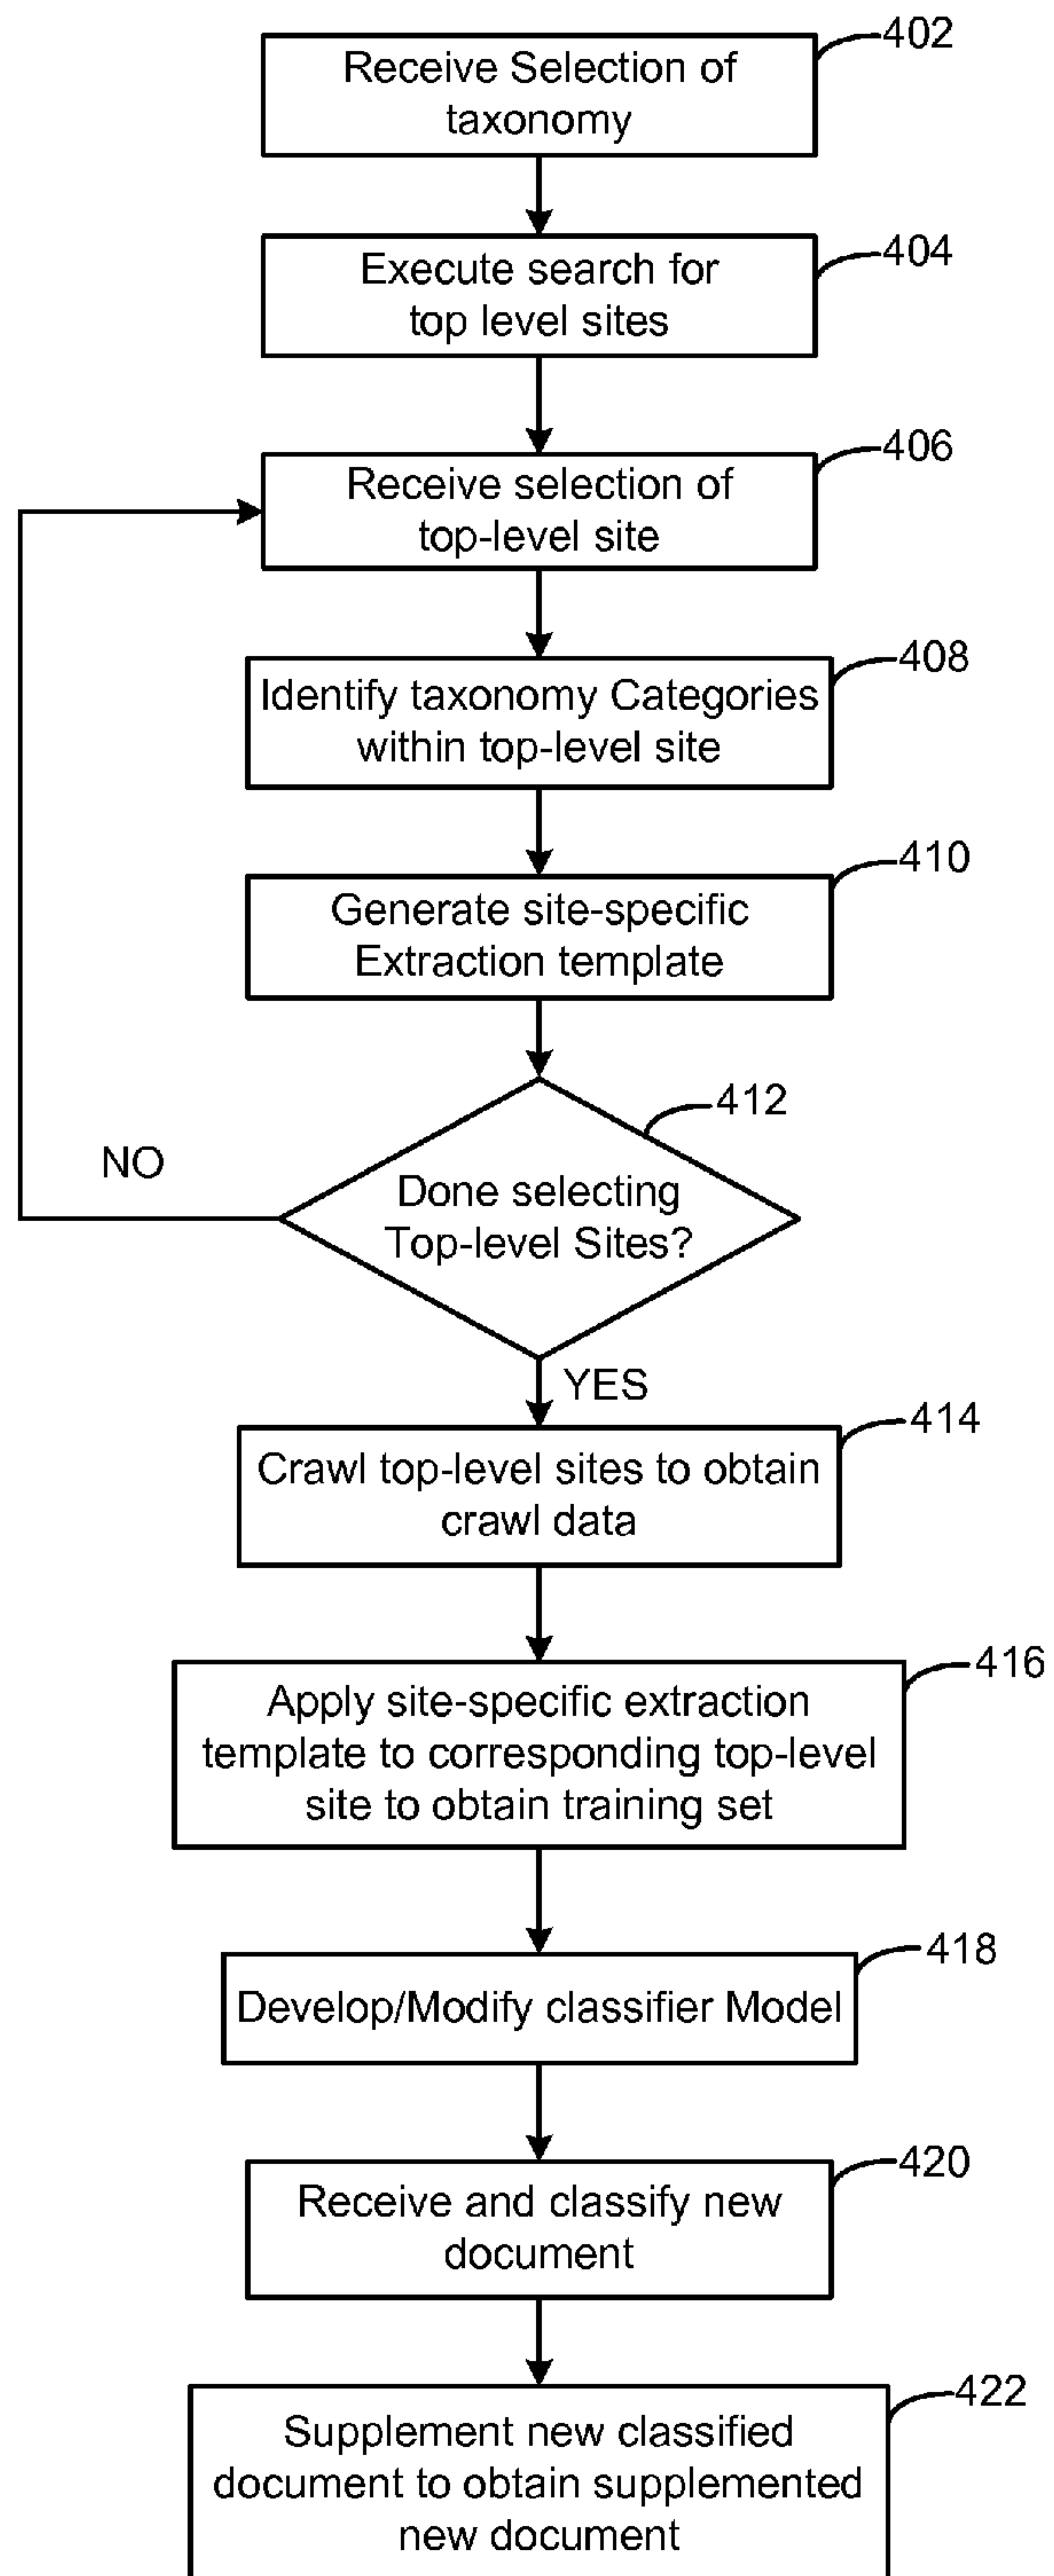 402
Receive Selection of
taxonomy
404
Execute search for
top level sites
406
Receive selection of
top-level site
408
Identify taxonomy Categories
within top-level site
410
Generate site-specific
Extraction template
412
NO
Done selecting
Top-level Sites?
YES
414
Crawl top-level sites to obtain
crawl data
416
Apply site-specific extraction
template to corresponding top-level
site to obtain training set
418
Develop/Modify classifier Model
420
Receive and classify new
document
422
Supplement new classified
document to obtain supplemented
new document